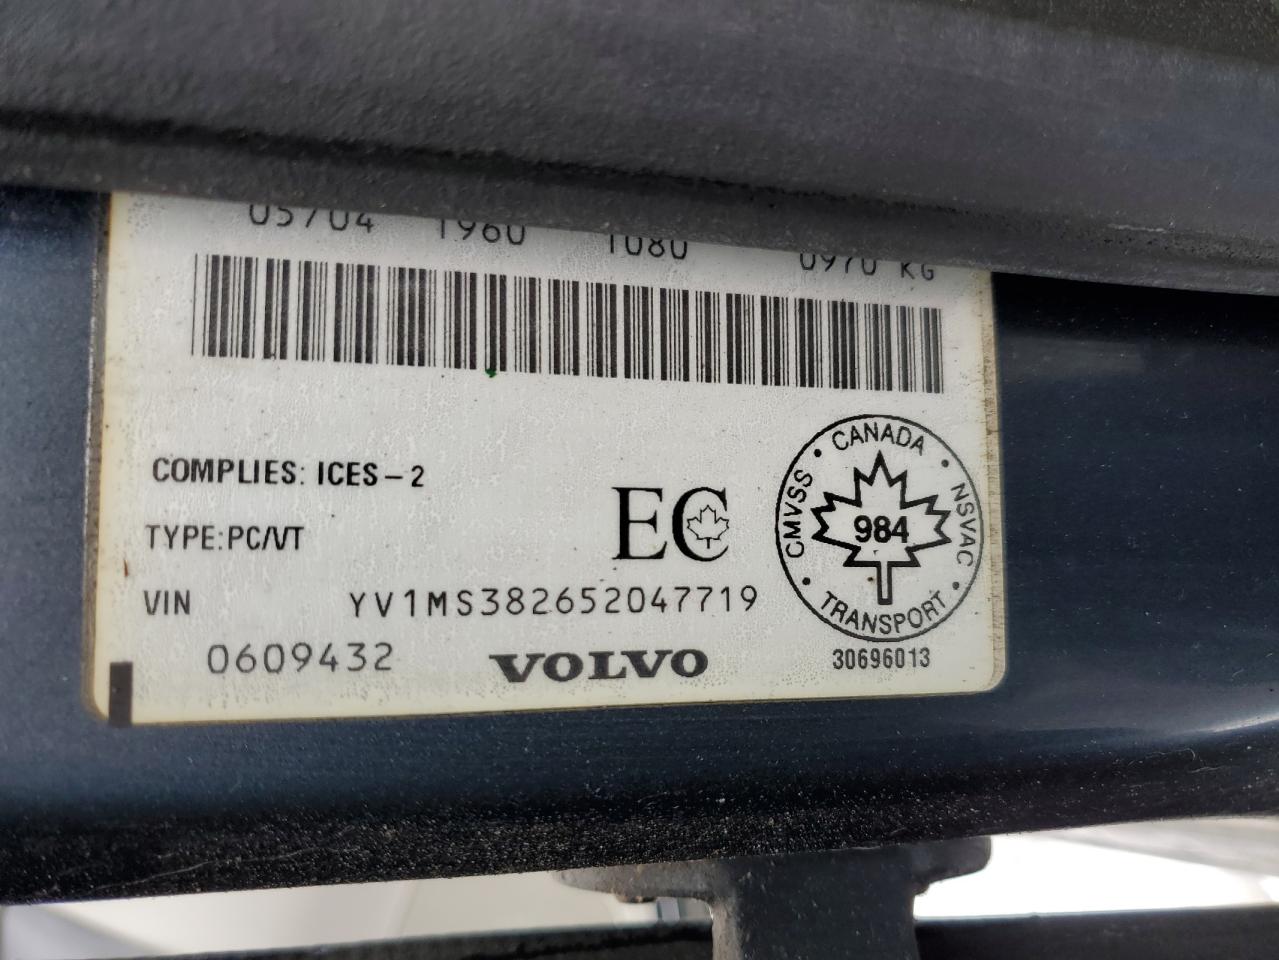 05/04 1960 1080 0970 KG
COMPLIES: ICES-2
TYPE:PC/VT
EC
VIN YV1MS382652047719
0609432 VOLVO
CANADA
CMVSS
NSVAC
984
TRANSPORT
30696013